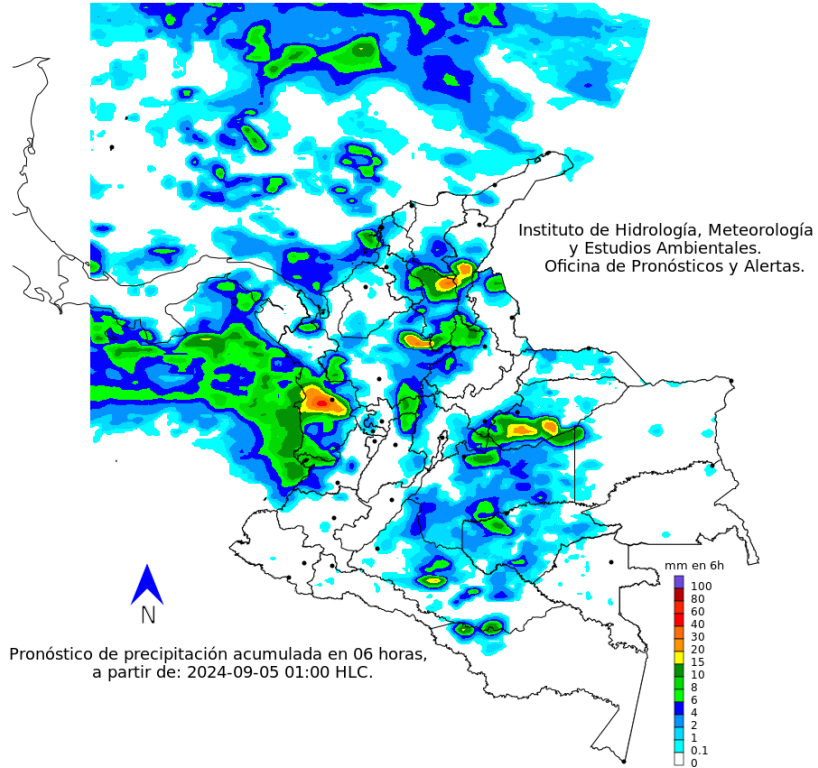 Instituto de Hidrología, Meteorología
y Estudios Ambientales.
Oficina de Pronósticos y Alertas.
mm en 6h
100
80
60
40
30
20
15
10
8
6
4
2
1
0.1
0
N
Pronóstico de precipitación acumulada en 06 horas,
a partir de: 2024-09-05 01:00 HLC.